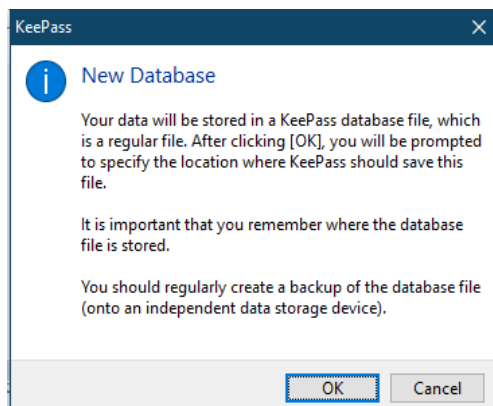 KeePass
New Database
Your data will be stored in a KeePass database file, which
is a regular file. After clicking [OK], you will be prompted
to specify the location where KeePass should save this
file.
It is important that you remember where the database
file is stored.
You should regularly create a backup of the database file
(onto an independent data storage device).
OK
Cancel